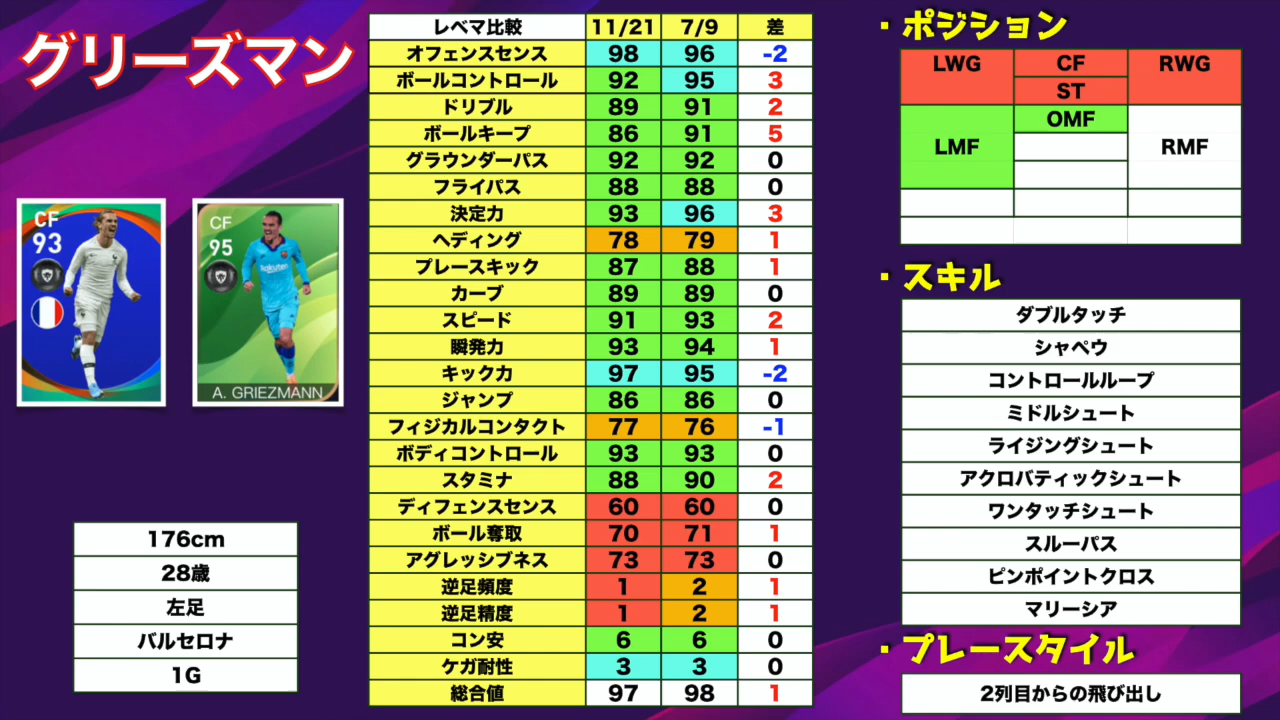 グリーズマン
CF
93
CF
95
A. GRIEZMANN
176cm
28歳
左足
バルセロナ
1G
レベマ比較 11/21 7/9 差
オフェンスセンス 98 96 -2
ボールコントロール 92 95 3
ドリブル 89 91 2
ボールキープ 86 91 5
グラウンダーパス 92 92 0
フライパス 88 88 0
決定力 93 96 3
ヘディング 78 79 1
プレースキック 87 88 1
カーブ 89 89 0
スピード 91 93 2
瞬発力 93 94 1
キック力 97 95 -2
ジャンプ 86 86 0
フィジカルコンタクト 77 76 -1
ボディコントロール 93 93 0
スタミナ 88 90 2
ディフェンスセンス 60 60 0
ボール奪取 70 71 1
アグレッシブネス 73 73 0
逆足頻度 1 2 1
逆足精度 1 2 1
コン安 6 6 0
ケガ耐性 3 3 0
総合値 97 98 1
・ポジション
LWG CF RWG
ST
OMF
LMF RMF
・スキル
ダブルタッチ
シャペウ
コントロールループ
ミドルシュート
ライジングシュート
アクロバティックシュート
ワンタッチシュート
スルーパス
ピンポイントクロス
マリーシア
・プレースタイル
2列目からの飛び出し